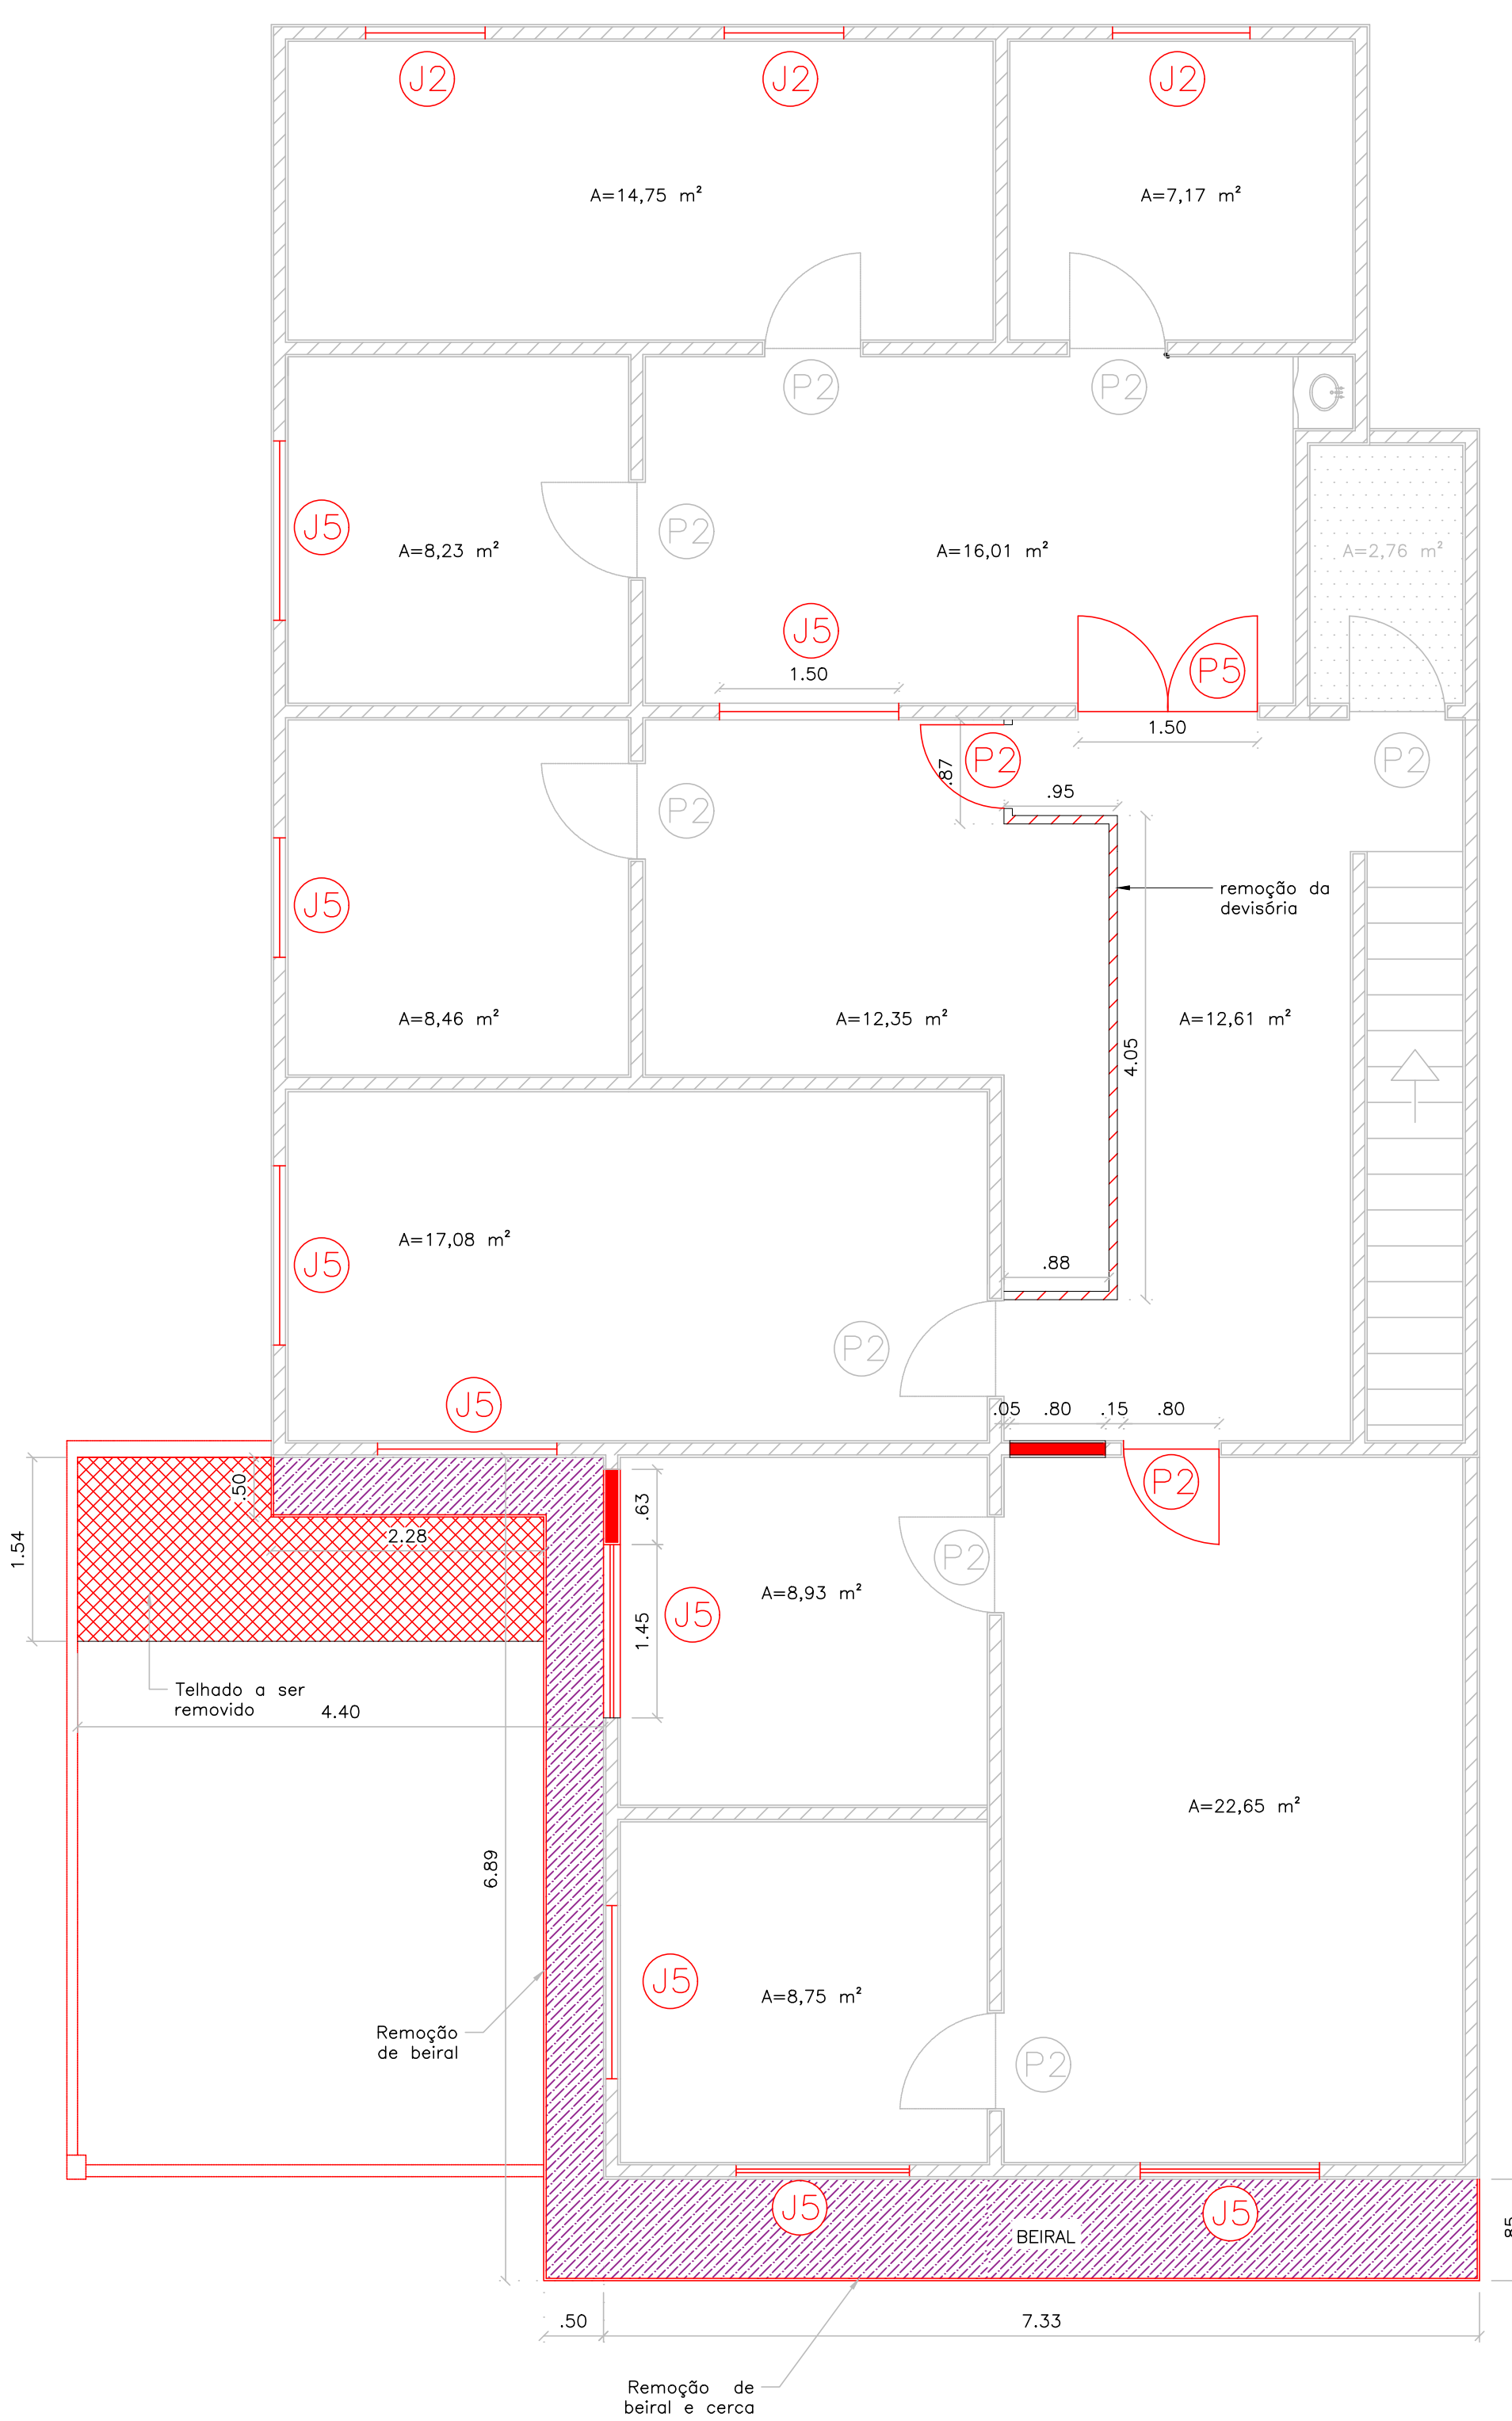 J2
J2
J2
A=14,75 m²
A=7,17 m²
P2
P2
J5
A=8,23 m²
P2
A=16,01 m²
A=2,76 m²
J5
P5
1.50
1.50
P2
.87
.95
P2
P2
remoção da
devisória
J5
A=8,46 m²
A=12,35 m²
A=12,61 m²
4.05
A=17,08 m²
J5
.88
P2
J5
.05
.80
.15
.80
P2
.50
.63
1.54
2.28
P2
A=8,93 m²
J5
1.45
Telhado a ser
removido
4.40
A=22,65 m²
6.89
J5
A=8,75 m²
Remoção
de beiral
P2
J5
J5
BEIRAL
.85
.50
7.33
Remoção de
beiral e cerca